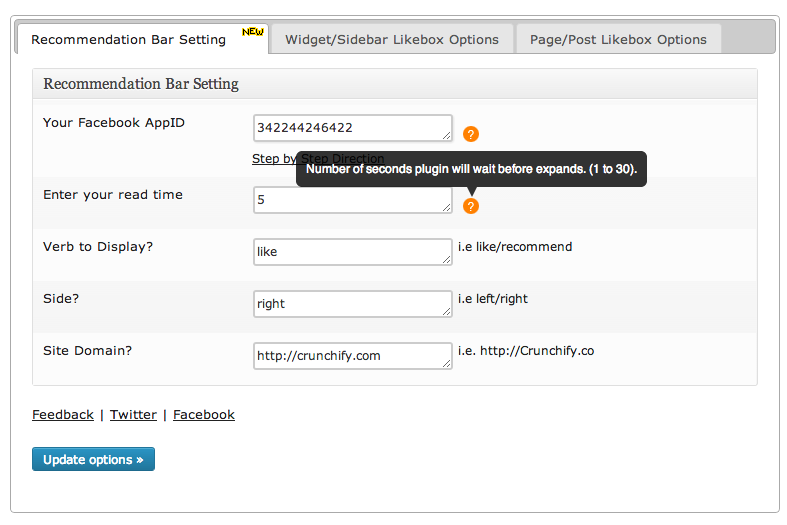 Recommendation Bar Setting NEW Widget/Sidebar Likebox Options Page/Post Likebox Options
Recommendation Bar Setting
Your Facebook AppID 342244246422 ?
Step by Step Direction
Number of seconds plugin will wait before expands. (1 to 30).
Enter your read time 5 ?
Verb to Display? like i.e like/recommend
Side? right i.e left/right
Site Domain? http://crunchify.com i.e. http://Crunchify.co
Feedback | Twitter | Facebook
Update options »